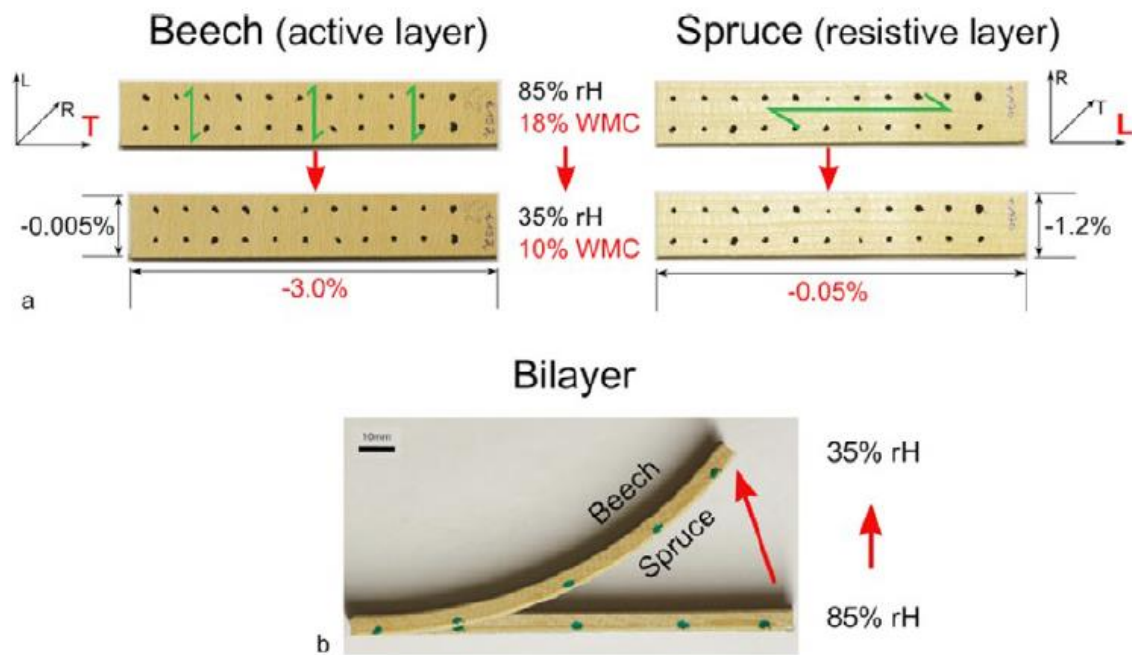 Beech (active layer)
Spruce (resistive layer)
L
R
T
85% rH
18% WMC
R
T
L
-0.005%
35% rH
10% WMC
-1.2%
-3.0%
-0.05%
a
Bilayer
10mm
Beech
Spruce
35% rH
85% rH
b